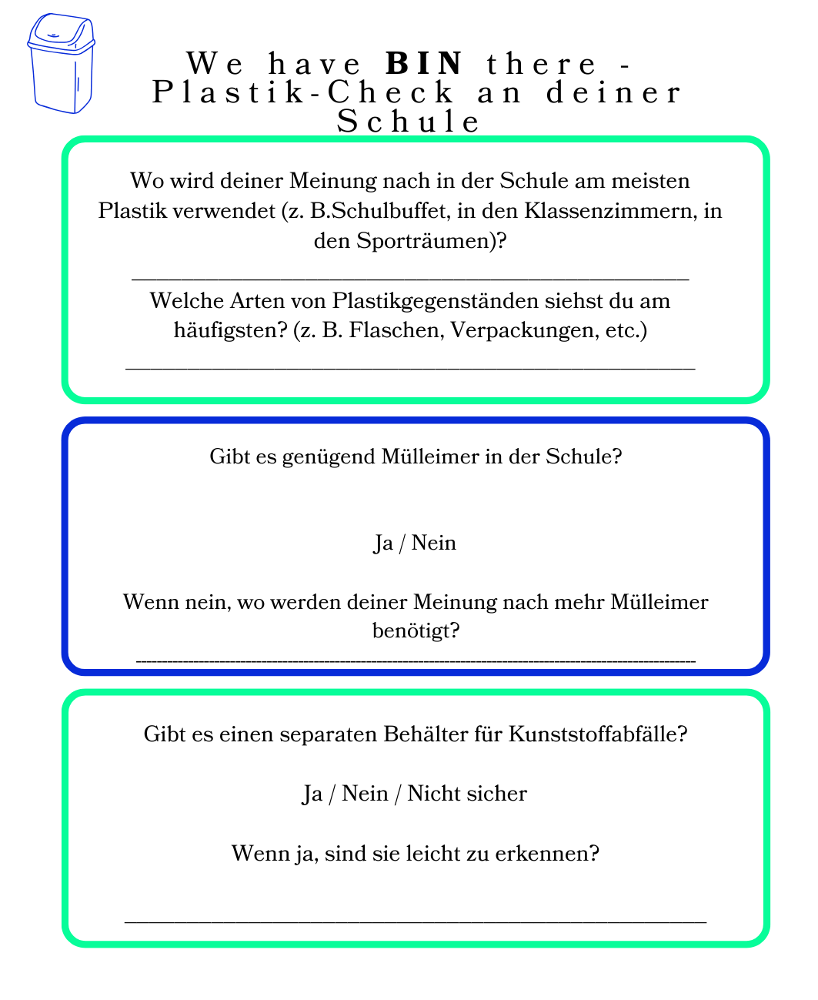 We have BIN there -
Plastik-Check an deiner
Schule
Wo wird deiner Meinung nach in der Schule am meisten
Plastik verwendet (z. B.Schulbuffet, in den Klassenzimmern, in
den Sporträumen)?
_______________________________________________
Welche Arten von Plastikgegenständen siehst du am
häufigsten? (z. B. Flaschen, Verpackungen, etc.)
________________________________________________
Gibt es genügend Mülleimer in der Schule?
Ja / Nein
Wenn nein, wo werden deiner Meinung nach mehr Mülleimer
benötigt?
________________________________________________
Gibt es einen separaten Behälter für Kunststoffabfälle?
Ja / Nein / Nicht sicher
Wenn ja, sind sie leicht zu erkennen?
_________________________________________________